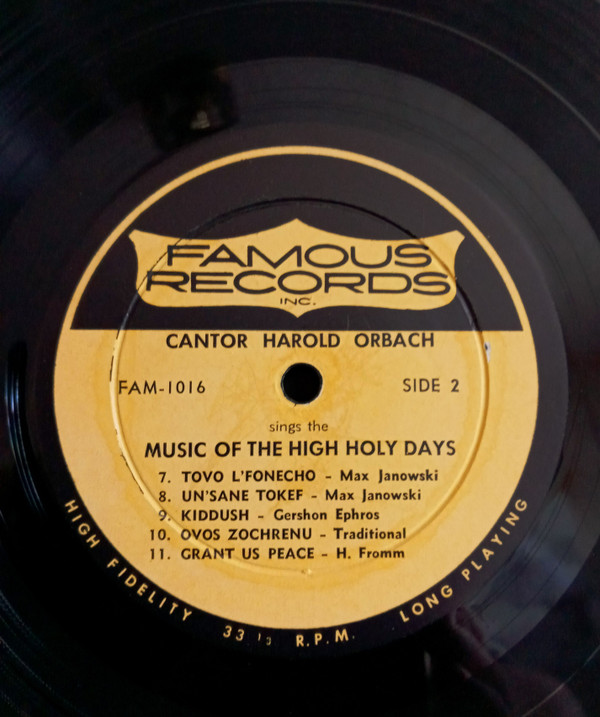 FAMOUS
RECORDS
INC.
CANTOR HAROLD ORBACH
FAM-1016
SIDE 2
sings the
MUSIC OF THE HIGH HOLY DAYS
7. TOVO L'FONECHO - Max Janowski
8. UN'SANE TOKEF - Max Janowski
9. KIDDUSH - Gershon Ephros
10. OVOS ZOCHRENU - Traditional
11. GRANT US PEACE - H. Fromm
HIGH FIDELITY 33 1/3 R.P.M. LONG PLAYING